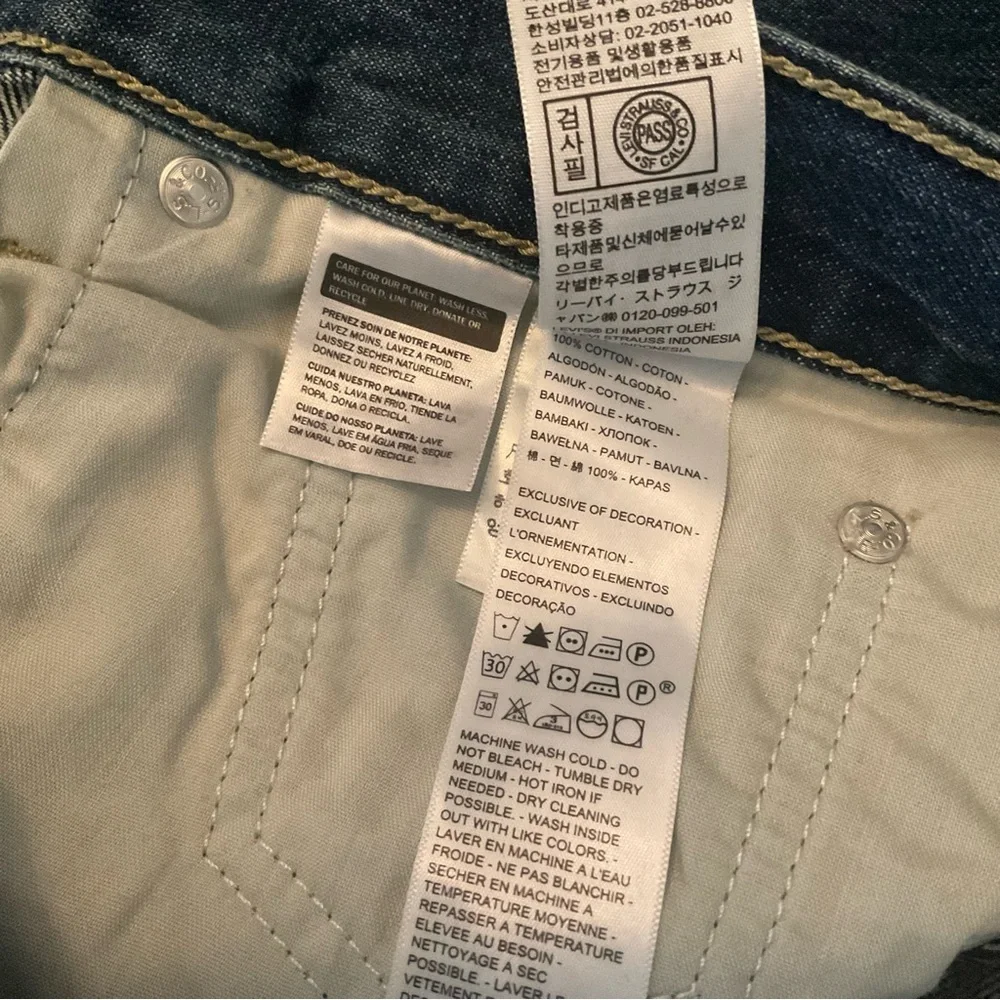 도산대로 414
한성빌딩11층 02-528-8800
소비자상담: 02-2051-1040
전기용품 및생활용품
안전관리법에의한품질표시
검사필
LEVI STRAUSS & CO
PASS
SF CAL
인디고제품은염료특성으로
착용중
타제품및신체에묻어날수있
으므로
각별한주의를당부드립니다
リーバイ・ストラウス ジ
ャパン㈱ 0120-099-501
LEVI'S® DI IMPORT OLEH:
STRAUSS INDONESIA
INDONESIA
100% COTTON - COTON -
ALGODÓN - ALGODÃO -
PAMUK - COTONE -
BAUMWOLLE - KATOEN -
BAMBAKI - ХЛОПОК -
BAWEŁNA - PAMUT - BAVLNA -
棉 - 면 - 綿 100% - KAPAS
EXCLUSIVE OF DECORATION -
EXCLUANT
L'ORNEMENTATION -
EXCLUYENDO ELEMENTOS
DECORATIVOS - EXCLUINDO
DECORAÇÃO
P
30 P®
30
MACHINE WASH COLD - DO
NOT BLEACH - TUMBLE DRY
MEDIUM - HOT IRON IF
NEEDED - DRY CLEANING
POSSIBLE. - WASH INSIDE
OUT WITH LIKE COLORS. -
LAVER EN MACHINE A L'EAU
FROIDE - NE PAS BLANCHIR -
SECHER EN MACHINE A
TEMPERATURE MOYENNE -
REPASSER A TEMPERATURE
ELEVEE AU BESOIN -
NETTOYAGE A SEC
POSSIBLE. - LAVER
VETEMENT
CARE FOR OUR PLANET: WASH LESS,
WASH COLD, LINE DRY, DONATE OR
RECYCLE
PRENEZ SOIN DE NOTRE PLANETE:
LAVEZ MOINS, LAVEZ A FROID,
LAISSEZ SECHER NATURELLEMENT,
DONNEZ OU RECYCLEZ
CUIDA NUESTRO PLANETA: LAVA
MENOS, LAVA EN FRIO, TIENDE LA
ROPA, DONA O RECICLA.
CUIDE DO NOSSO PLANETA: LAVE
MENOS, LAVE EM ÁGUA FRIA, SEQUE
EM VARAL, DOE OU RECICLE.